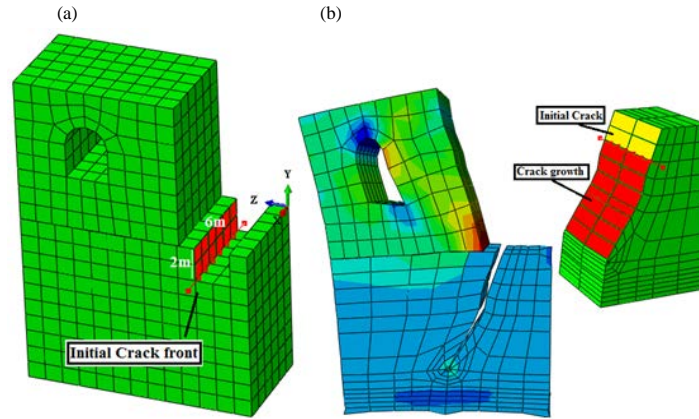 (a)
(b)
Initial Crack
Crack growth
Y
Z
6m
2m
Initial Crack front